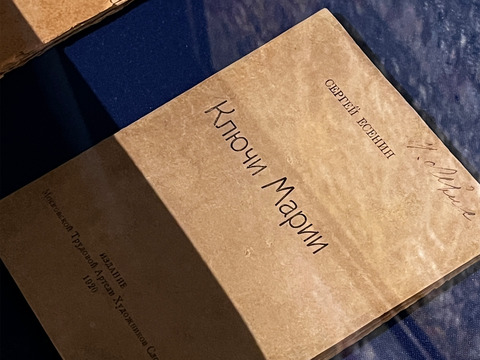 СЕРГЕЙ ЕСЕНИН
Ключи Марии
ИЗДАНИЕ
Московской Трудовой Артели Художников
1920